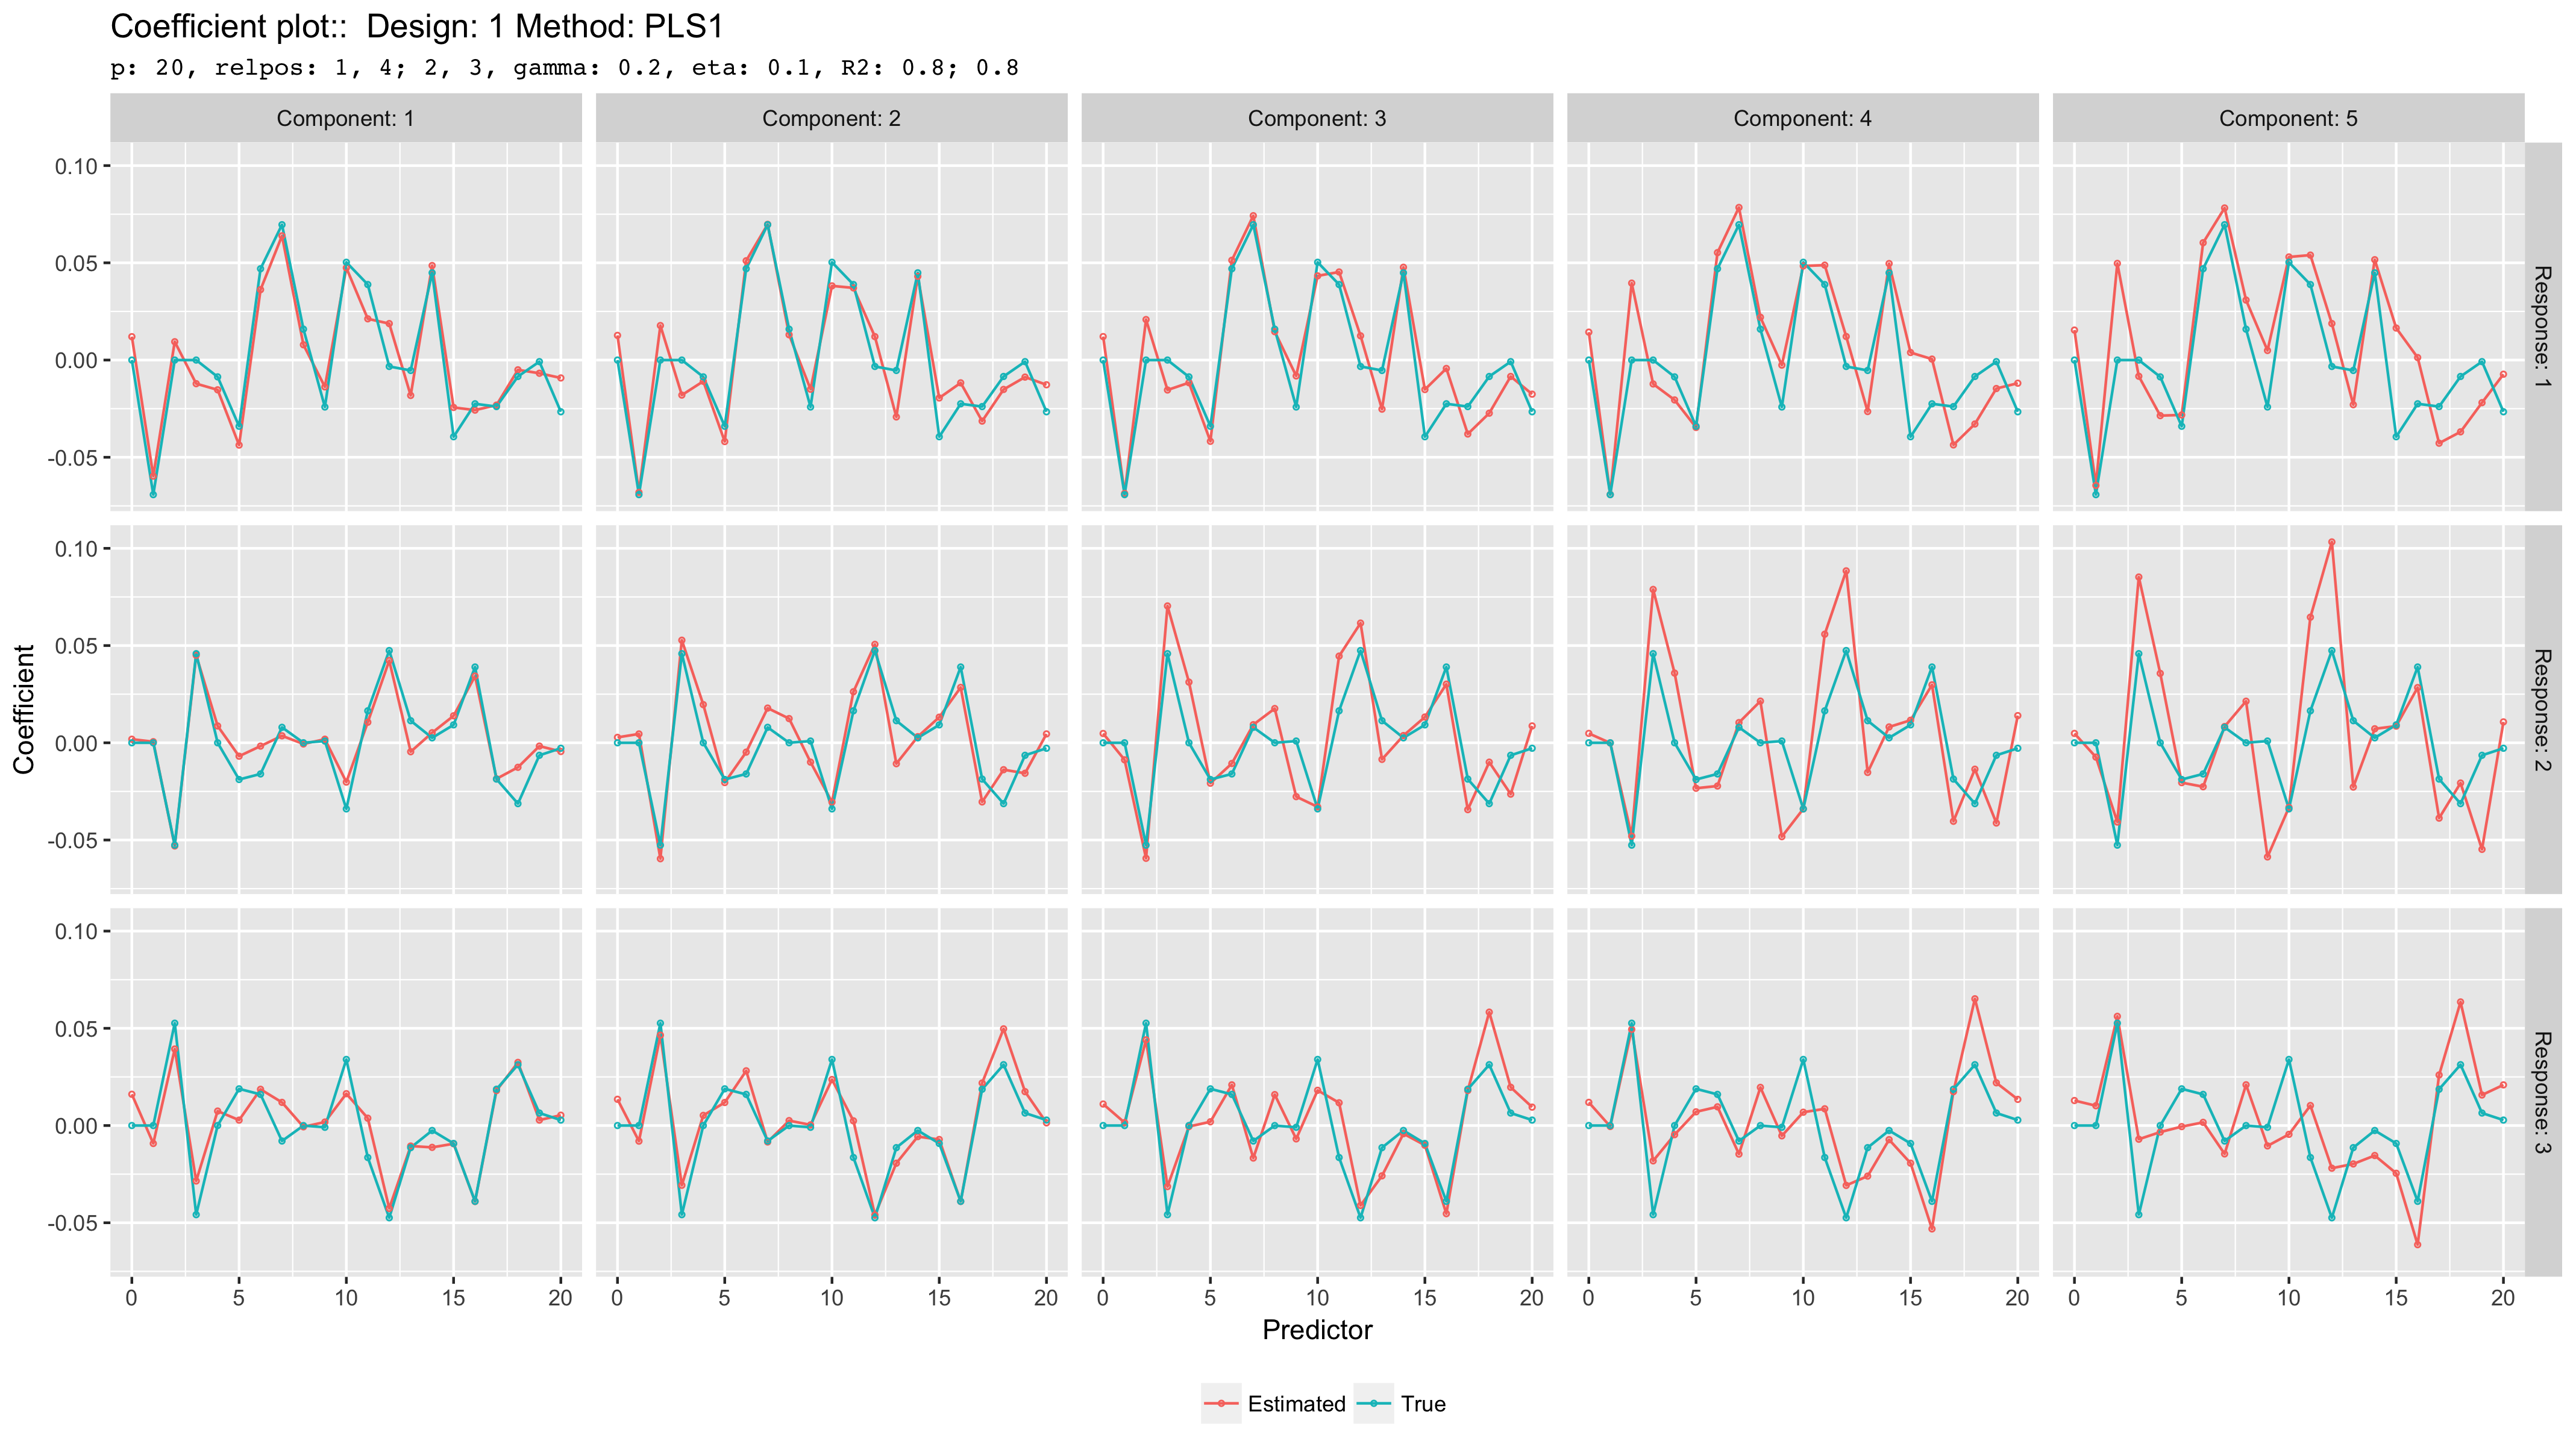 Coefficient plot::  Design: 1 Method: PLS1
p: 20, relpos: 1, 4; 2, 3, gamma: 0.2, eta: 0.1, R2: 0.8; 0.8
Component: 1 Component: 2 Component: 3 Component: 4 Component: 5
0.10
0.05
0.00
-0.05
Response: 1
0.10
0.05
0.00
-0.05
Response: 2
0.10
0.05
0.00
-0.05
Response: 3
Coefficient
0 5 10 15 20 0 5 10 15 20 0 5 10 15 20 0 5 10 15 20 0 5 10 15 20
Predictor
Estimated True